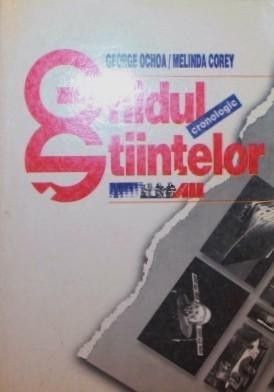 GEORGE OCHOA / MELINDA COREY
Ghidul
cronologic
Științelor